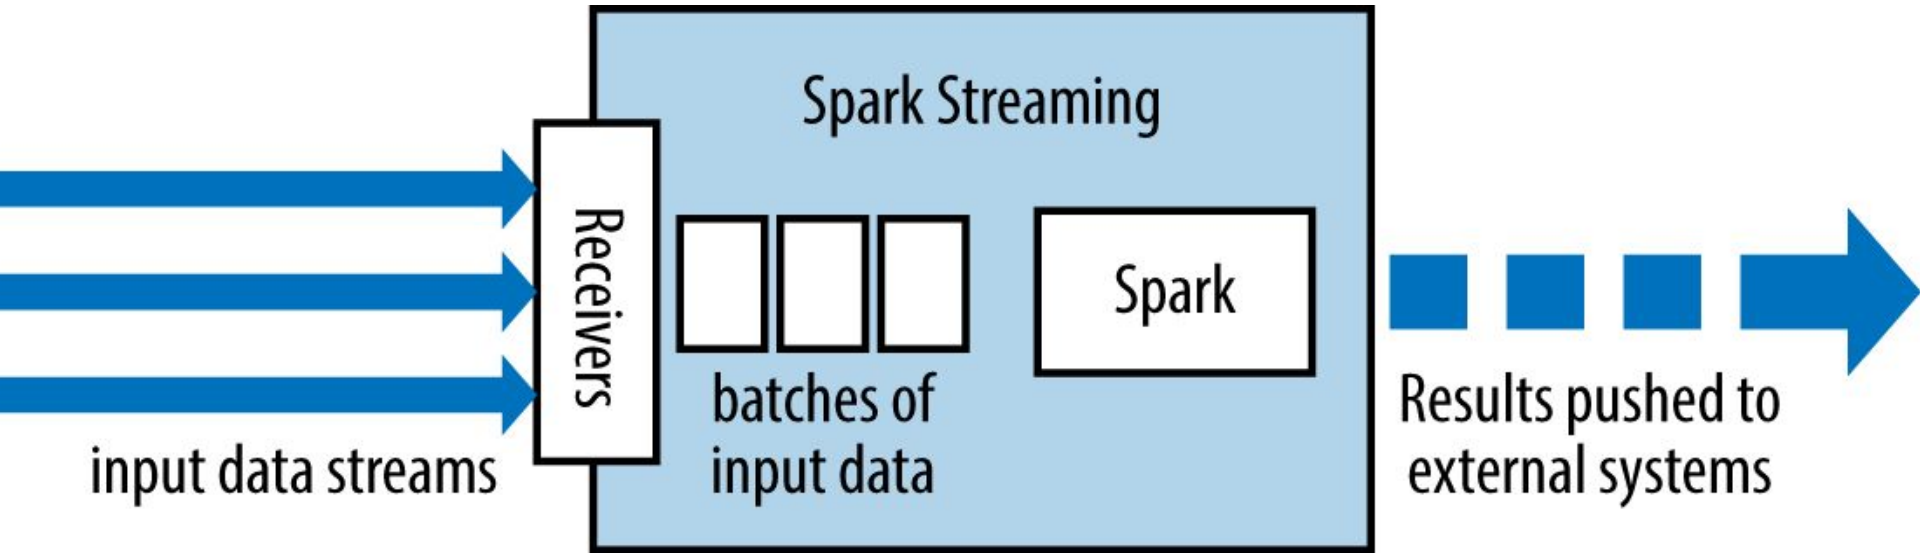 Spark Streaming
Receivers
Spark
batches of
input data
input data streams
Results pushed to
external systems